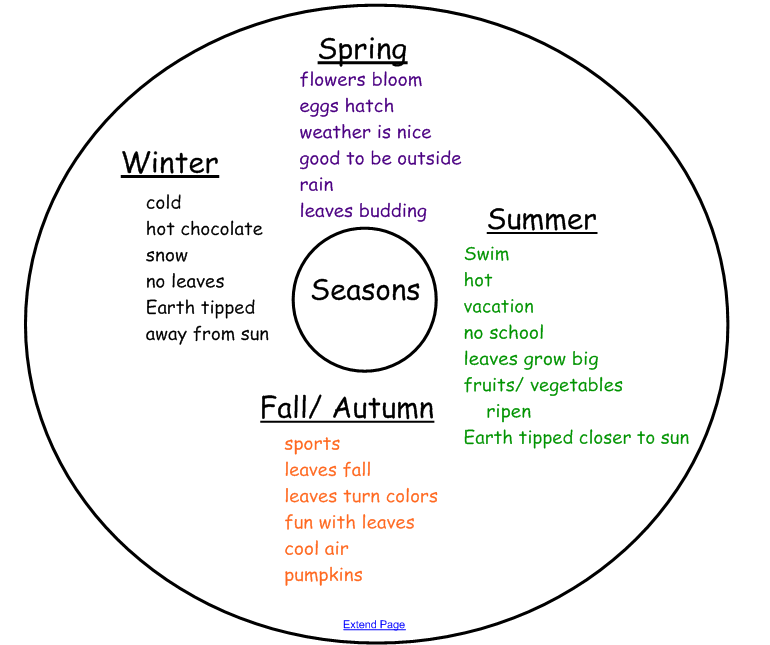 Spring
flowers bloom
eggs hatch
weather is nice
good to be outside
rain
leaves budding
Winter
cold
hot chocolate
snow
no leaves
Earth tipped
away from sun
Seasons
Summer
Swim
hot
vacation
no school
leaves grow big
fruits/ vegetables
ripen
Earth tipped closer to sun
Fall/ Autumn
sports
leaves fall
leaves turn colors
fun with leaves
cool air
pumpkins
Extend Page